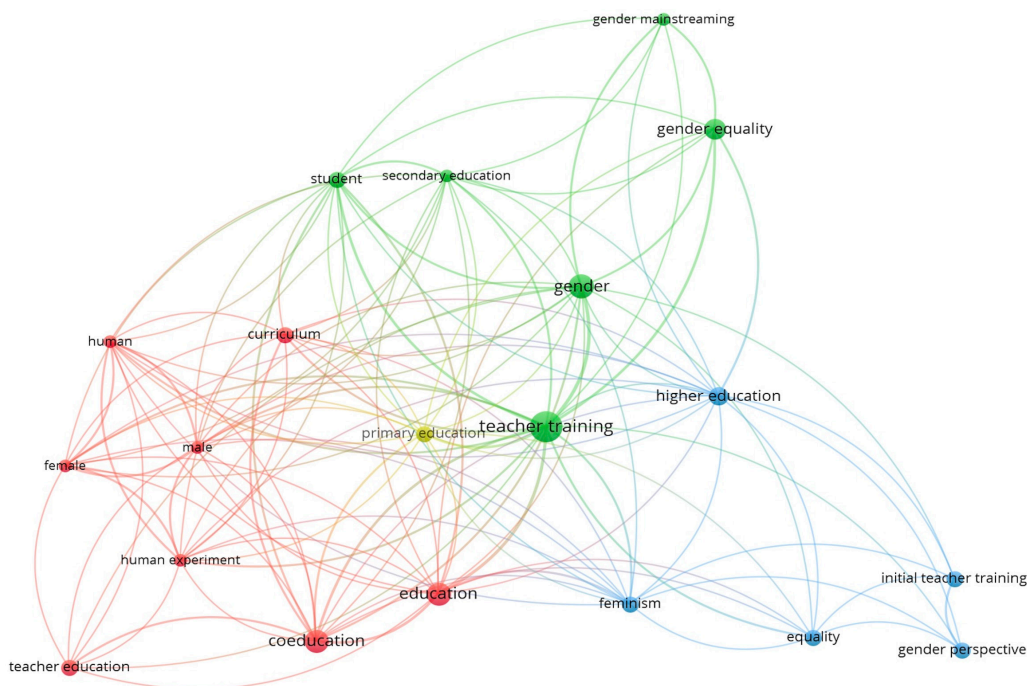 gender mainstreaming
gender equality
secondary education
student
gender
curriculum
human
higher education
teacher training
primary education
male
female
human experiment
initial teacher training
education
feminism
equality
coeducation
gender perspective
teacher education